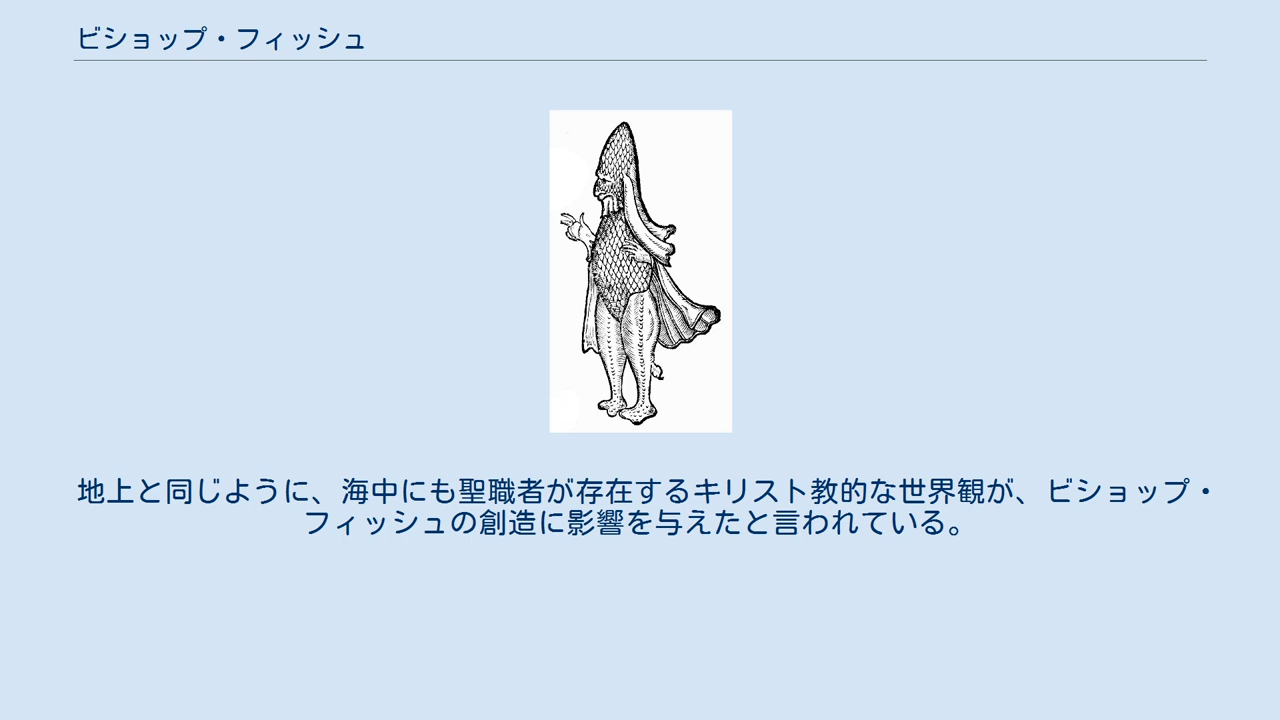 ビショップ・フィッシュ
地上と同じように、海中にも聖職者が存在するキリスト教的な世界観が、ビショップ・
フィッシュの創造に影響を与えたと言われている。